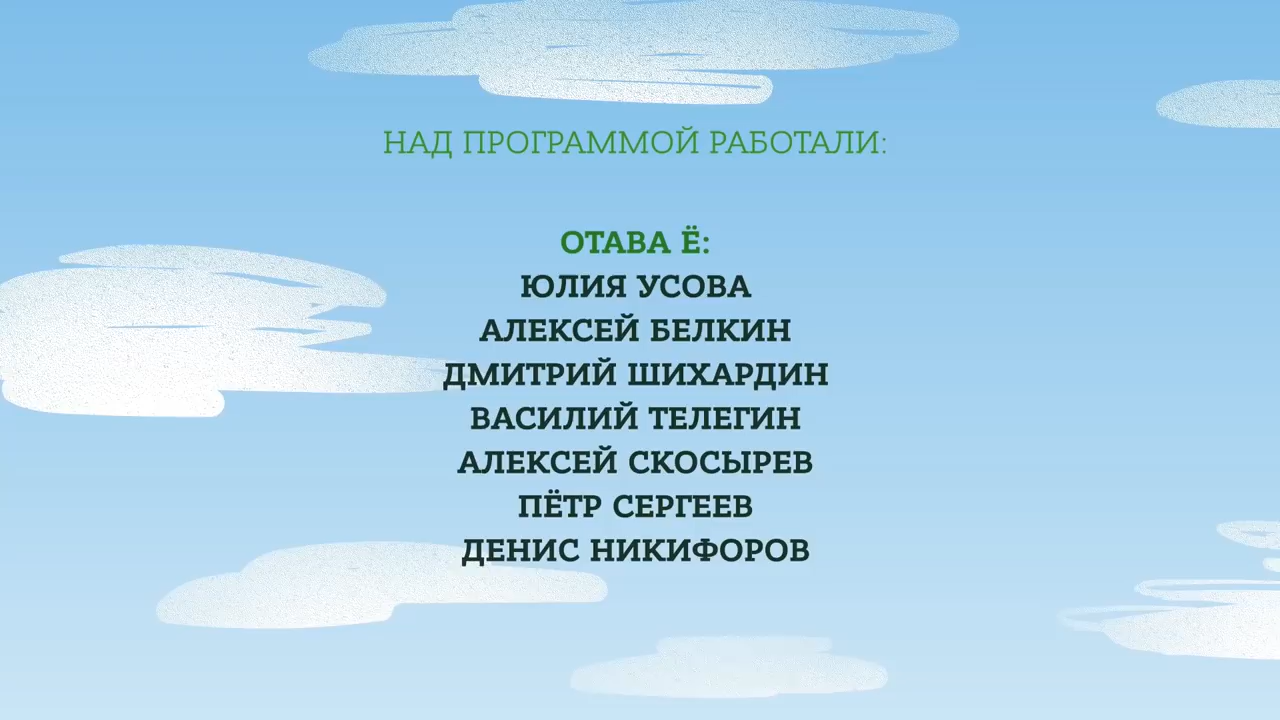 НАД ПРОГРАММОЙ РАБОТАЛИ:
ОТАВА Ё:
ЮЛИЯ УСОВА
АЛЕКСЕЙ БЕЛКИН
ДМИТРИЙ ШИХАРДИН
ВАСИЛИЙ ТЕЛЕГИН
АЛЕКСЕЙ СКОСЫРЕВ
ПЁТР СЕРГЕЕВ
ДЕНИС НИКИФОРОВ